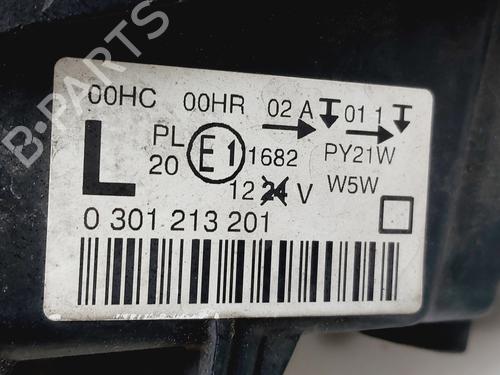 B-PARTS
00HC 00HR 02 A 01 1
L PL 20 E1 1682 PY21W
12 24 V W5W
0 301 213 201